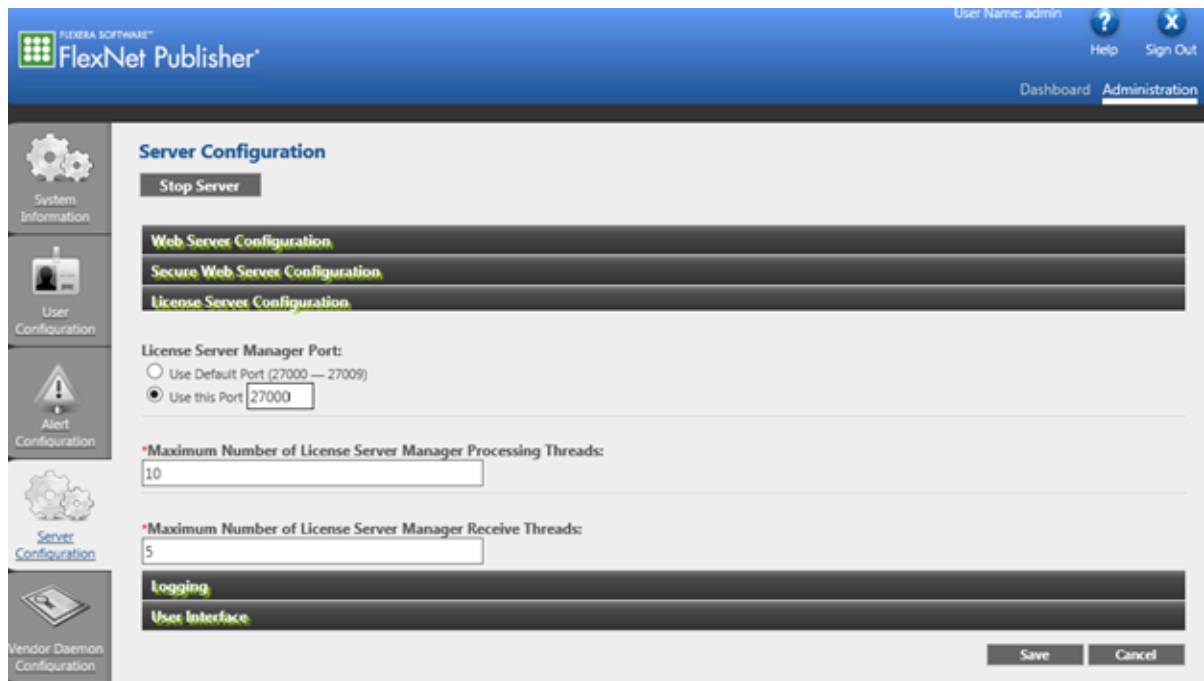 User Name: admin
FLEXERA SOFTWARE™
FlexNet Publisher®
Help
Sign Out
Dashboard
Administration
System
Information
User
Configuration
Alert
Configuration
Server
Configuration
Vendor Daemon
Configuration
Server Configuration
Stop Server
Web Server Configuration
Secure Web Server Configuration
License Server Configuration
License Server Manager Port:
Use Default Port (27000 — 27009)
Use this Port 27000
*Maximum Number of License Server Manager Processing Threads:
10
*Maximum Number of License Server Manager Receive Threads:
5
Logging
User Interface
Save
Cancel